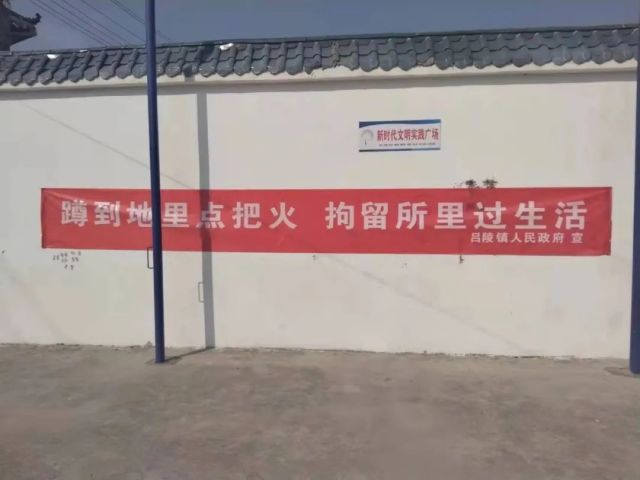 新时代文明实践广场
蹲到地里点把火 拘留所里过生活
吕陵镇人民政府 宣